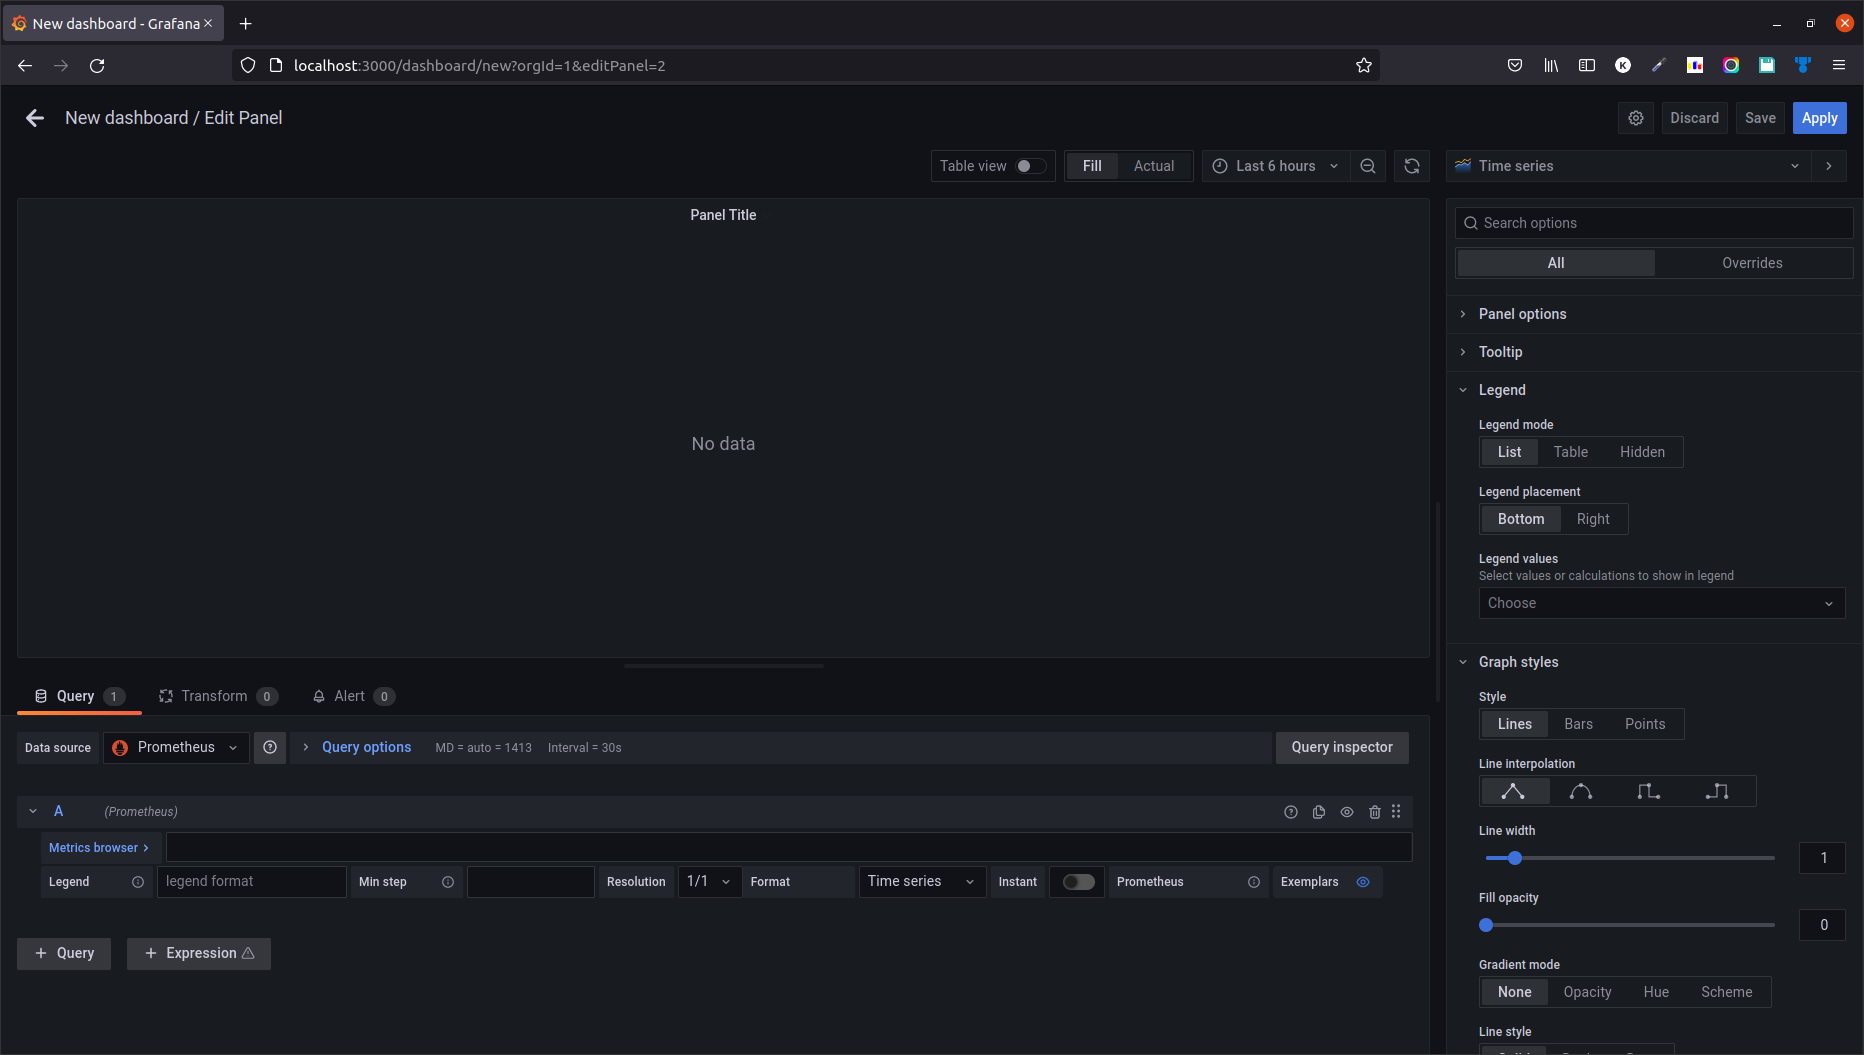 New dashboard - Grafana
localhost:3000/dashboard/new?orgId=1&editPanel=2
K
New dashboard / Edit Panel
Discard
Save
Apply
Table view
Fill
Actual
Last 6 hours
Time series
Panel Title
No data
Search options
All
Overrides
Panel options
Tooltip
Legend
Legend mode
List
Table
Hidden
Legend placement
Bottom
Right
Legend values
Select values or calculations to show in legend
Choose
Graph styles
Style
Lines
Bars
Points
Line interpolation
Line width
1
Fill opacity
0
Gradient mode
None
Opacity
Hue
Scheme
Line style
Query 1
Transform 0
Alert 0
Data source
Prometheus
Query options
MD = auto = 1413
Interval = 30s
Query inspector
A
(Prometheus)
Metrics browser >
Legend
legend format
Min step
Resolution
1/1
Format
Time series
Instant
Prometheus
Exemplars
+ Query
+ Expression